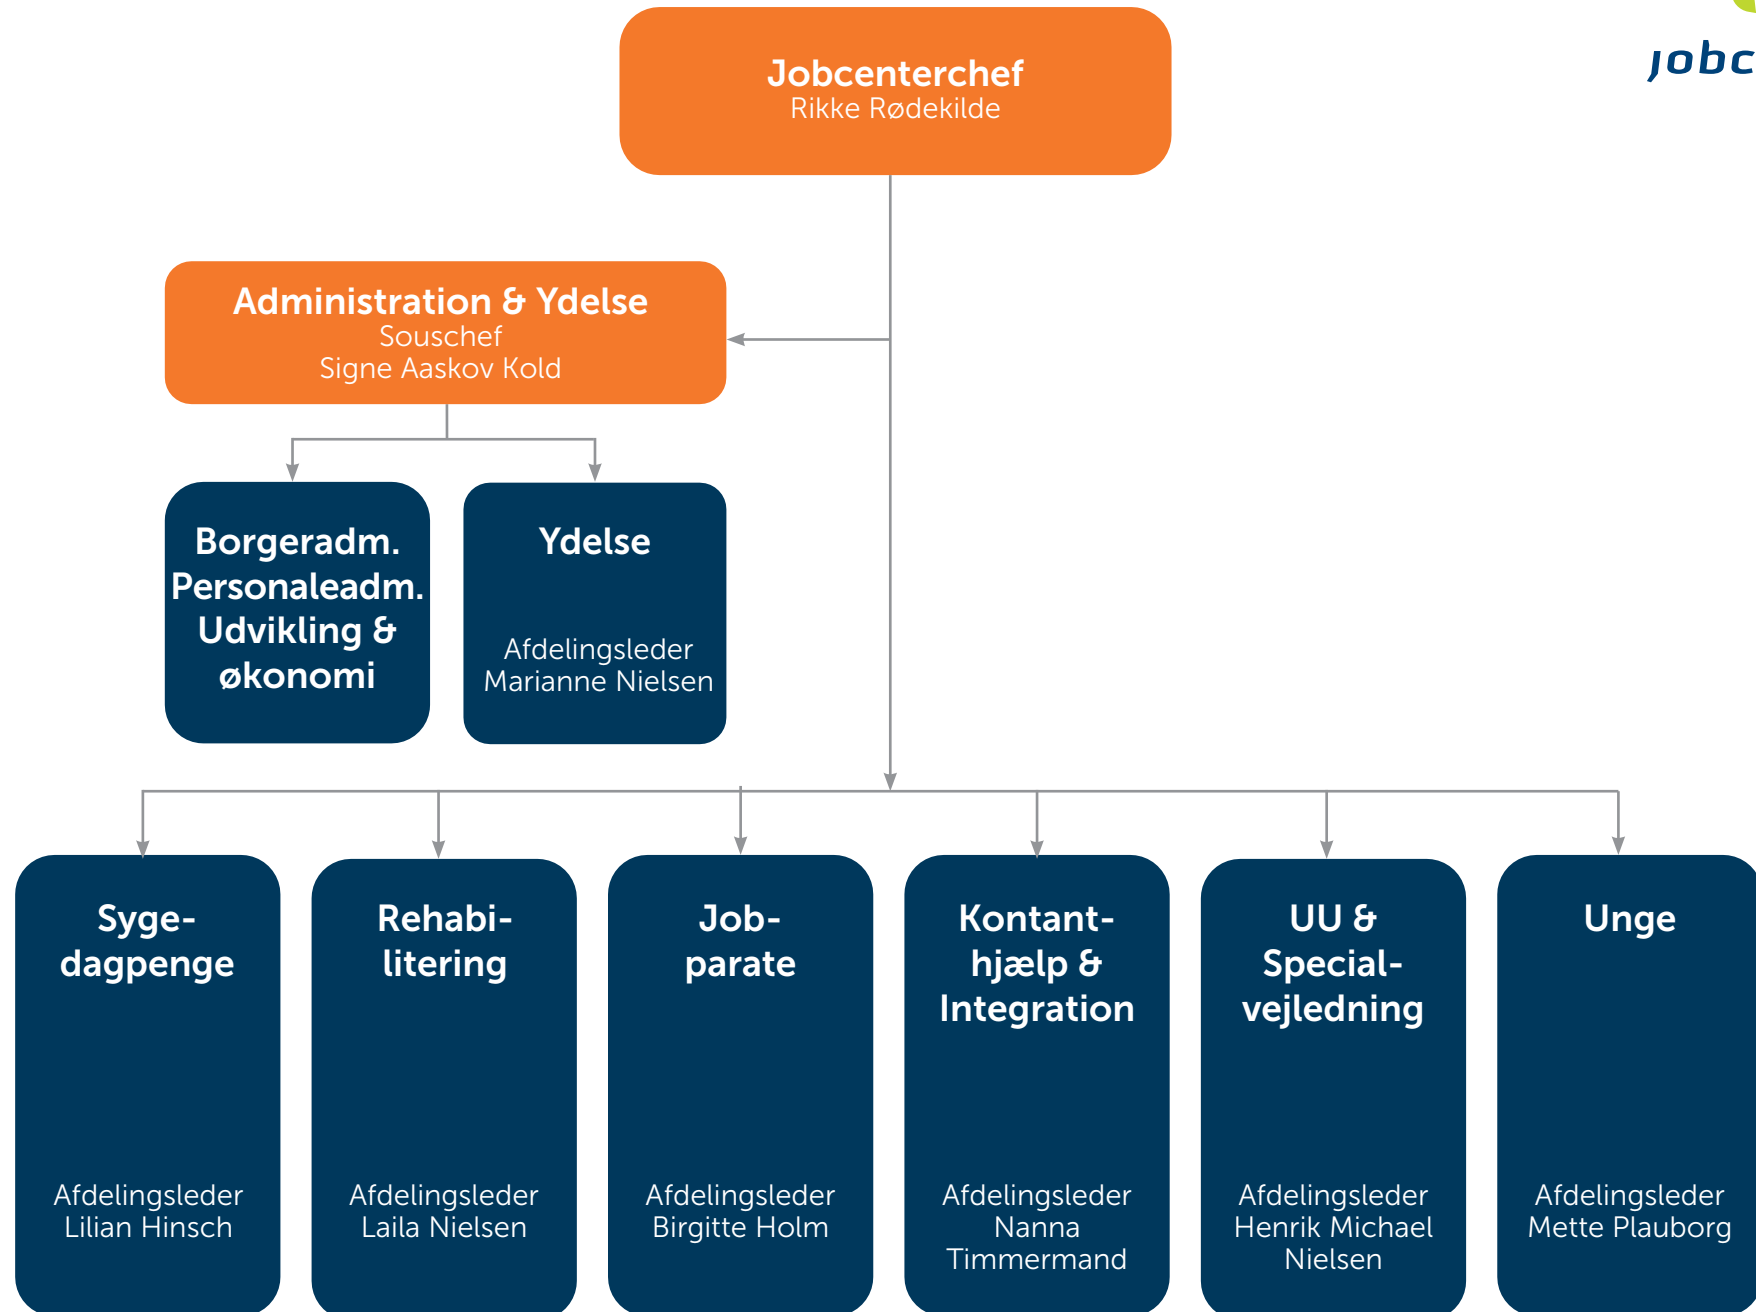 Jobcenterchef
Rikke Rødekilde
jobc
Administration & Ydelse
Souschef
Signe Aaskov Kold
Borgeradm.
Personaleadm.
Udvikling &
økonomi
Ydelse
Afdelingsleder
Marianne Nielsen
Syge-
dagpenge
Afdelingsleder
Lilian Hinsch
Rehabi-
litering
Afdelingsleder
Laila Nielsen
Job-
parate
Afdelingsleder
Birgitte Holm
Kontant-
hjælp &
Integration
Afdelingsleder
Nanna
Timmermand
UU &
Special-
vejledning
Afdelingsleder
Henrik Michael
Nielsen
Unge
Afdelingsleder
Mette Plauborg